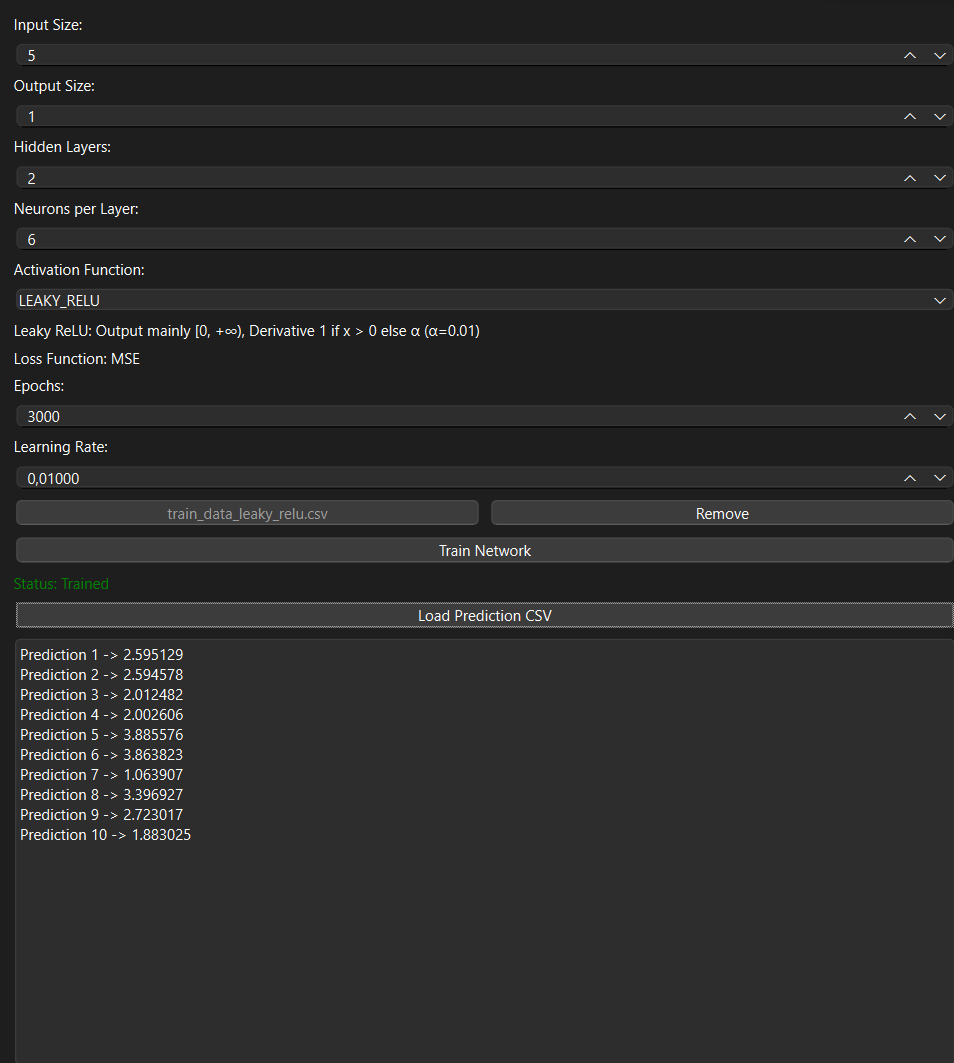 Input Size:
5
Output Size:
1
Hidden Layers:
2
Neurons per Layer:
6
Activation Function:
LEAKY_RELU
Leaky ReLU: Output mainly [0, +∞), Derivative 1 if x > 0 else α (α=0.01)
Loss Function: MSE
Epochs:
3000
Learning Rate:
0,01000
train_data_leaky_relu.csv
Remove
Train Network
Status: Trained
Load Prediction CSV
Prediction 1 -> 2.595129
Prediction 2 -> 2.594578
Prediction 3 -> 2.012482
Prediction 4 -> 2.002606
Prediction 5 -> 3.885576
Prediction 6 -> 3.863823
Prediction 7 -> 1.063907
Prediction 8 -> 3.396927
Prediction 9 -> 2.723017
Prediction 10 -> 1.883025